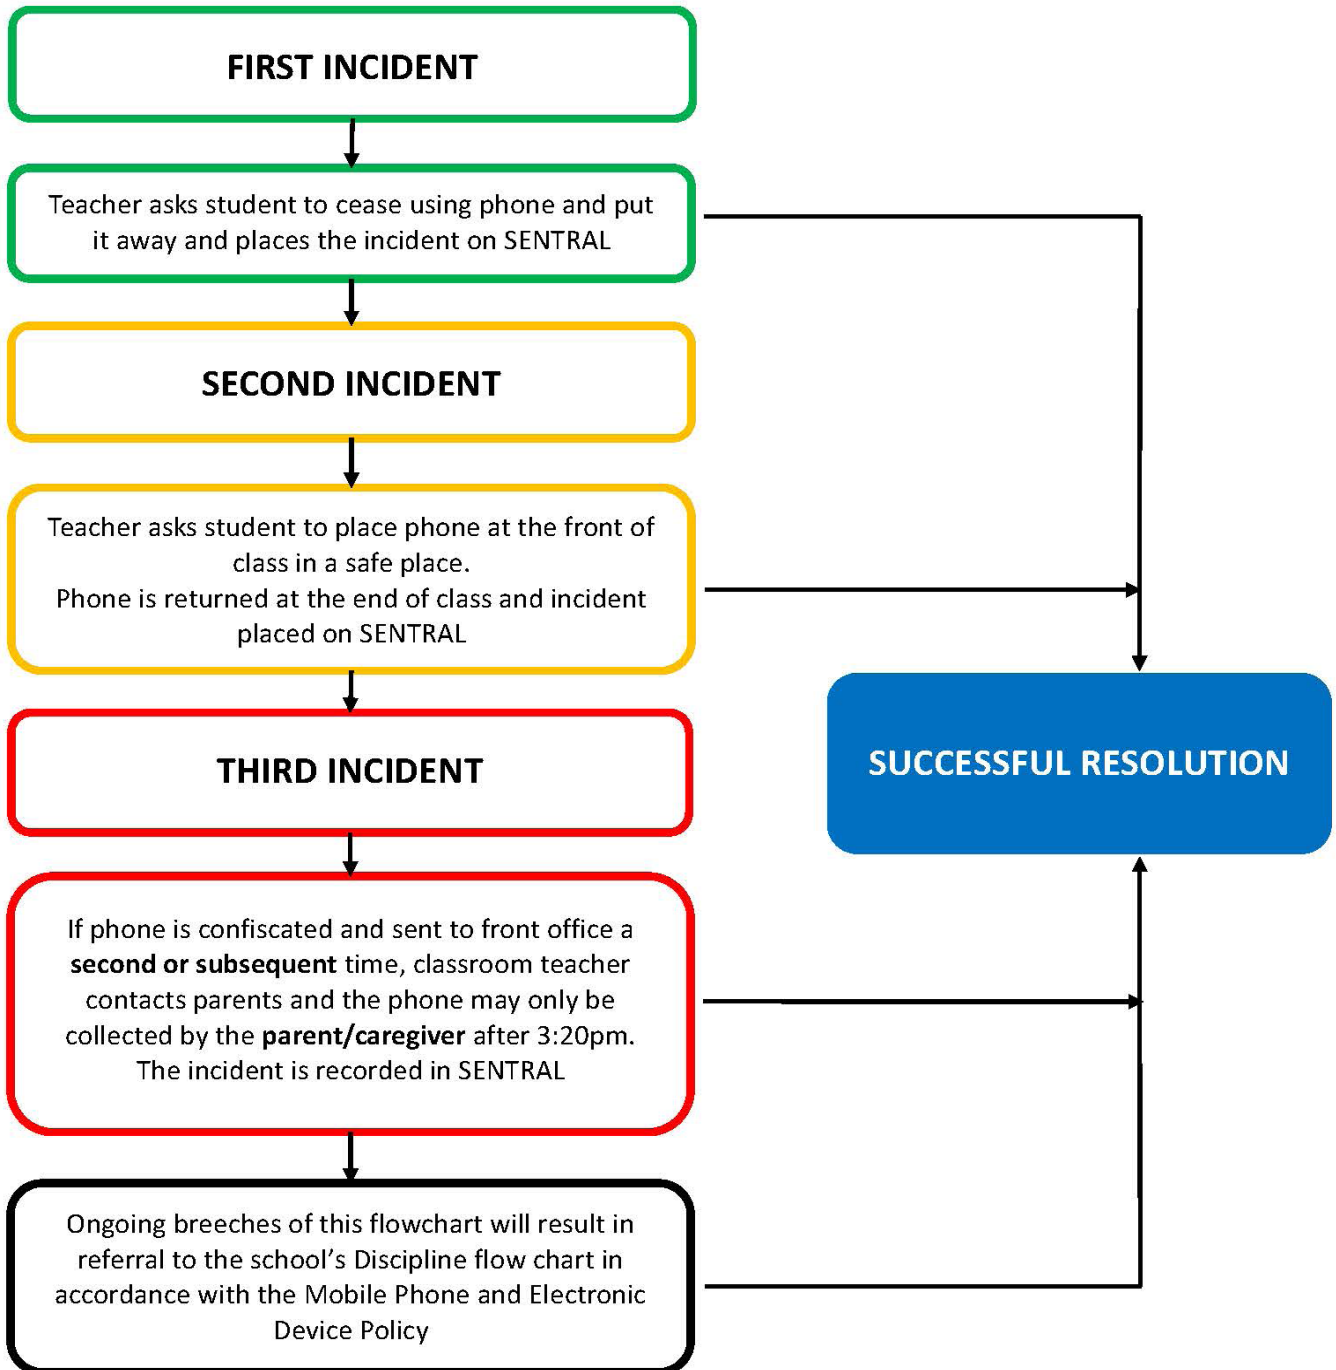 FIRST INCIDENT
Teacher asks student to cease using phone and put
it away and places the incident on SENTRAL
SECOND INCIDENT
Teacher asks student to place phone at the front of
class in a safe place.
Phone is returned at the end of class and incident
placed on SENTRAL
THIRD INCIDENT
SUCCESSFUL RESOLUTION
If phone is confiscated and sent to front office a
second or subsequent time, classroom teacher
contacts parents and the phone may only be
collected by the parent/caregiver after 3:20pm.
The incident is recorded in SENTRAL
Ongoing breeches of this flowchart will result in
referral to the school’s Discipline flow chart in
accordance with the Mobile Phone and Electronic
Device Policy